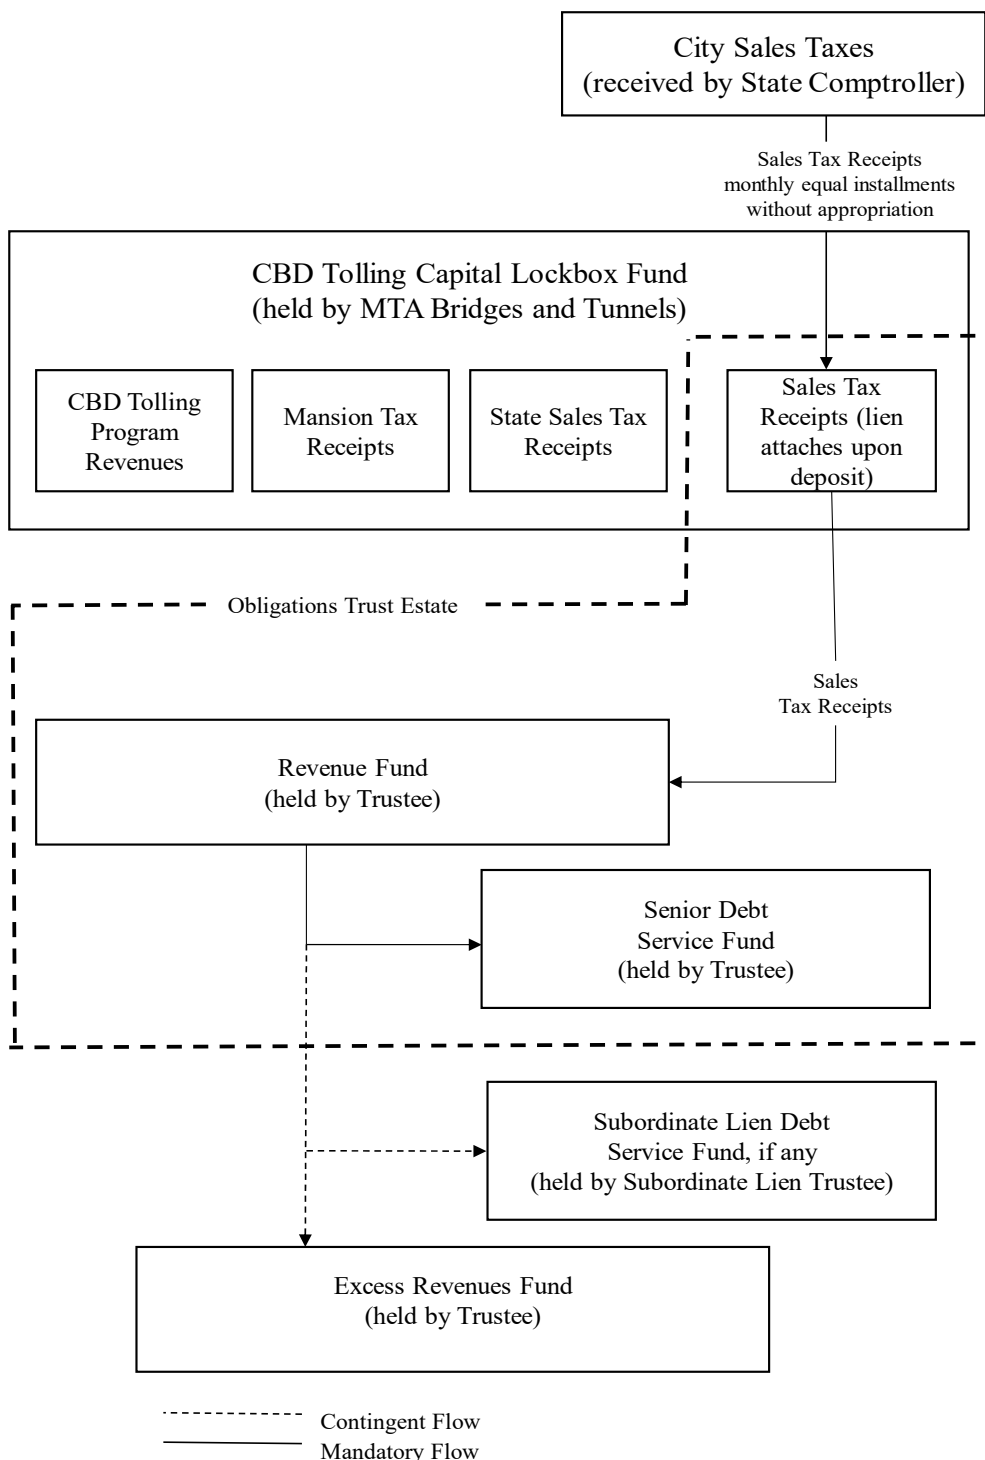 City Sales Taxes
(received by State Comptroller)
Sales Tax Receipts
monthly equal installments
without appropriation
CBD Tolling Capital Lockbox Fund
(held by MTA Bridges and Tunnels)
CBD Tolling
Program
Revenues
Mansion Tax
Receipts
State Sales Tax
Receipts
Sales Tax
Receipts (lien
attaches upon
deposit)
Obligations Trust Estate
Sales
Tax Receipts
Revenue Fund
(held by Trustee)
Senior Debt
Service Fund
(held by Trustee)
Subordinate Lien Debt
Service Fund, if any
(held by Subordinate Lien Trustee)
Excess Revenues Fund
(held by Trustee)
Contingent Flow
Mandatory Flow